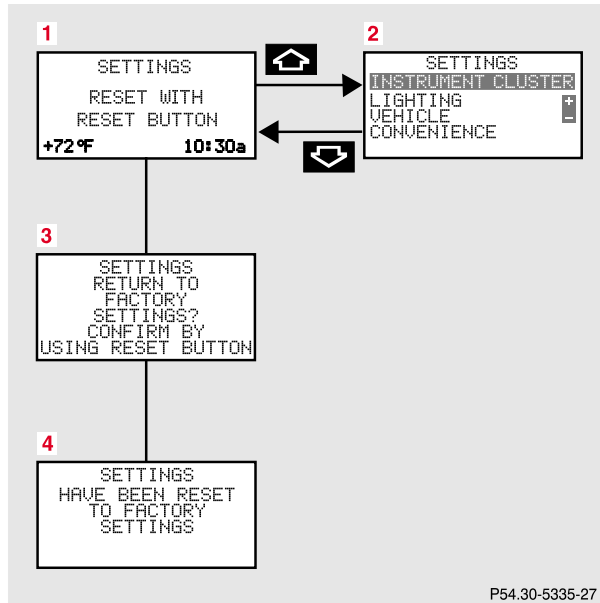 1
SETTINGS
RESET WITH
RESET BUTTON
+72°F 10:30a
2
SETTINGS
INSTRUMENT CLUSTER
LIGHTING +
VEHICLE –
CONVENIENCE
3
SETTINGS
RETURN TO
FACTORY
SETTINGS?
CONFIRM BY
USING RESET BUTTON
4
SETTINGS
HAVE BEEN RESET
TO FACTORY
SETTINGS
P54.30-5335-27